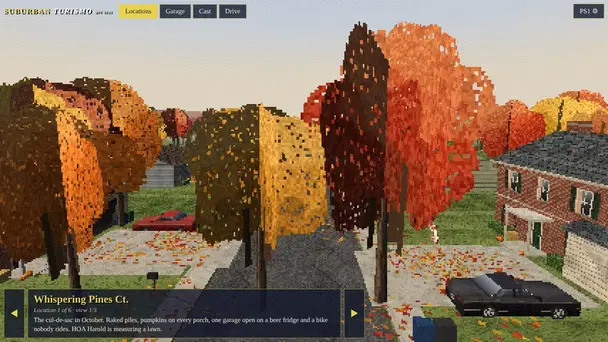 SUBURBAN TURISMO
Locations
Garage
Cast
Drive
PS1
Whispering Pines Ct.
Location 1 of 6 · view 1/3
The cul-de-sac in October. Raked piles, pumpkins on every porch, one garage open on a beer fridge and a bike
nobody rides. HOA Harold is measuring a lawn.